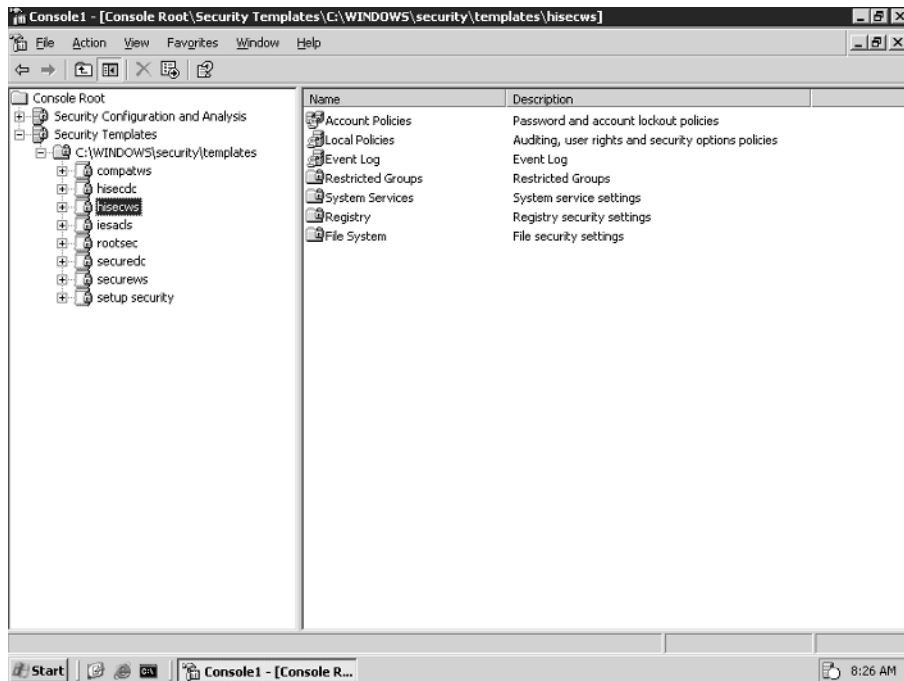 Console1 - [Console Root\Security Templates\C:\WINDOWS\security\templates\hisecws]
File Action View Favorites Window Help
Console Root
Security Configuration and Analysis
Security Templates
C:\WINDOWS\security\templates
compatws
hisecdc
hisecws
iesacls
rootsec
securedc
securews
setup security
Name Description
Account Policies Password and account lockout policies
Local Policies Auditing, user rights and security options policies
Event Log Event Log
Restricted Groups Restricted Groups
System Services System service settings
Registry Registry security settings
File System File security settings
Start Console1 - [Console R... 8:26 AM